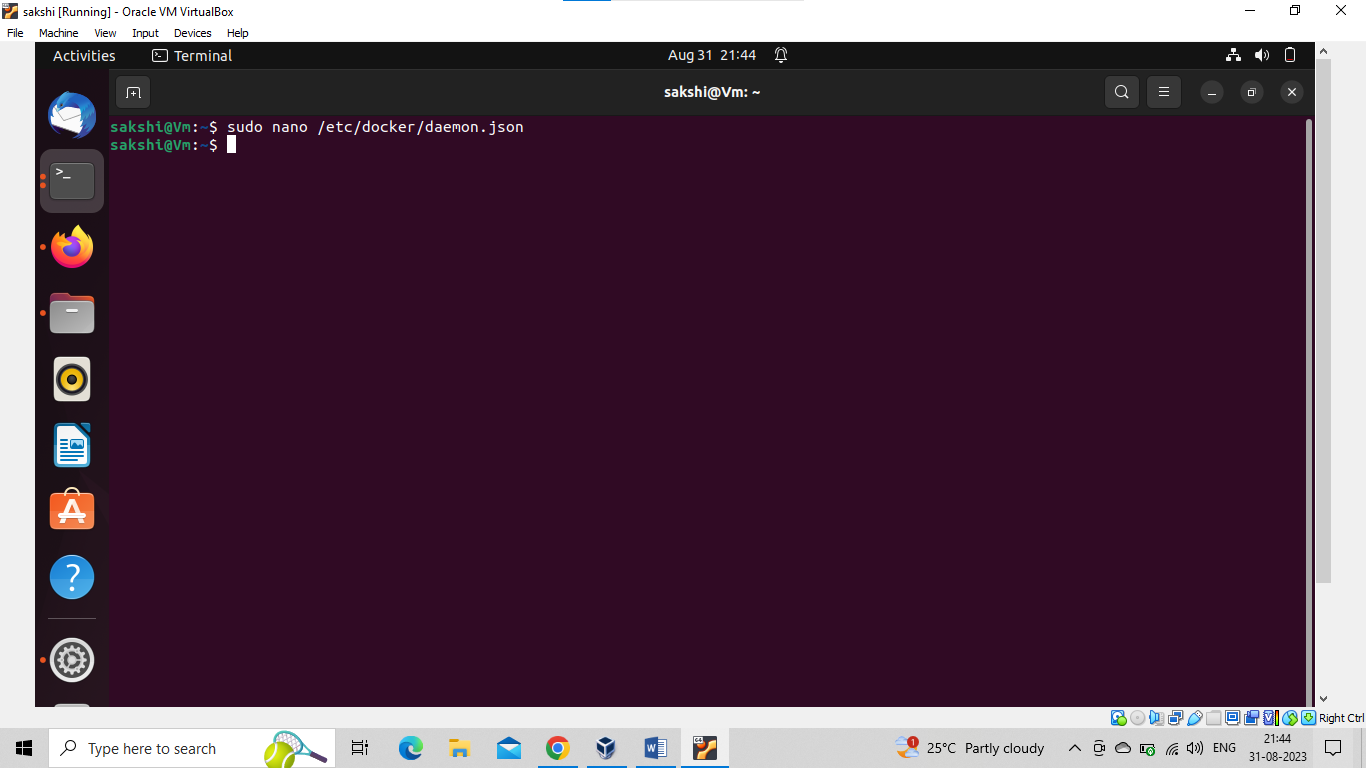 sakshi [Running] - Oracle VM VirtualBox
File Machine View Input Devices Help
Activities Terminal Aug 31 21:44
sakshi@Vm: ~
sakshi@Vm:~$ sudo nano /etc/docker/daemon.json
sakshi@Vm:~$
Right Ctrl
Type here to search 1 25°C Partly cloudy ENG 21:44
31-08-2023